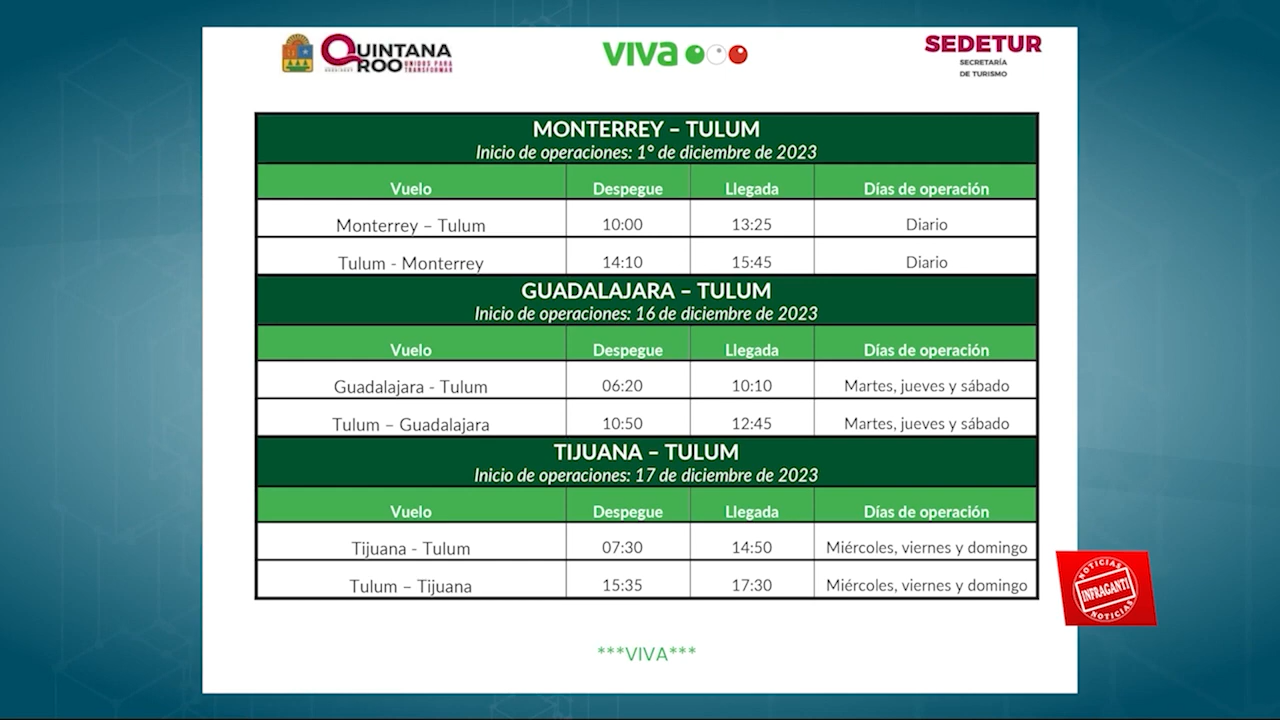 QUINTANA
ROO UNIDOS PARA
TRANSFORMAR
VIVA
SEDETUR
SECRETARÍA
DE TURISMO
MONTERREY – TULUM
Inicio de operaciones: 1° de diciembre de 2023
Vuelo Despegue Llegada Días de operación
Monterrey – Tulum 10:00 13:25 Diario
Tulum - Monterrey 14:10 15:45 Diario
GUADALAJARA – TULUM
Inicio de operaciones: 16 de diciembre de 2023
Vuelo Despegue Llegada Días de operación
Guadalajara - Tulum 06:20 10:10 Martes, jueves y sábado
Tulum – Guadalajara 10:50 12:45 Martes, jueves y sábado
TIJUANA – TULUM
Inicio de operaciones: 17 de diciembre de 2023
Vuelo Despegue Llegada Días de operación
Tijuana - Tulum 07:30 14:50 Miércoles, viernes y domingo
Tulum – Tijuana 15:35 17:30 Miércoles, viernes y domingo
NOTICIAS
INFRAGANTI
NOTICIAS
***VIVA***